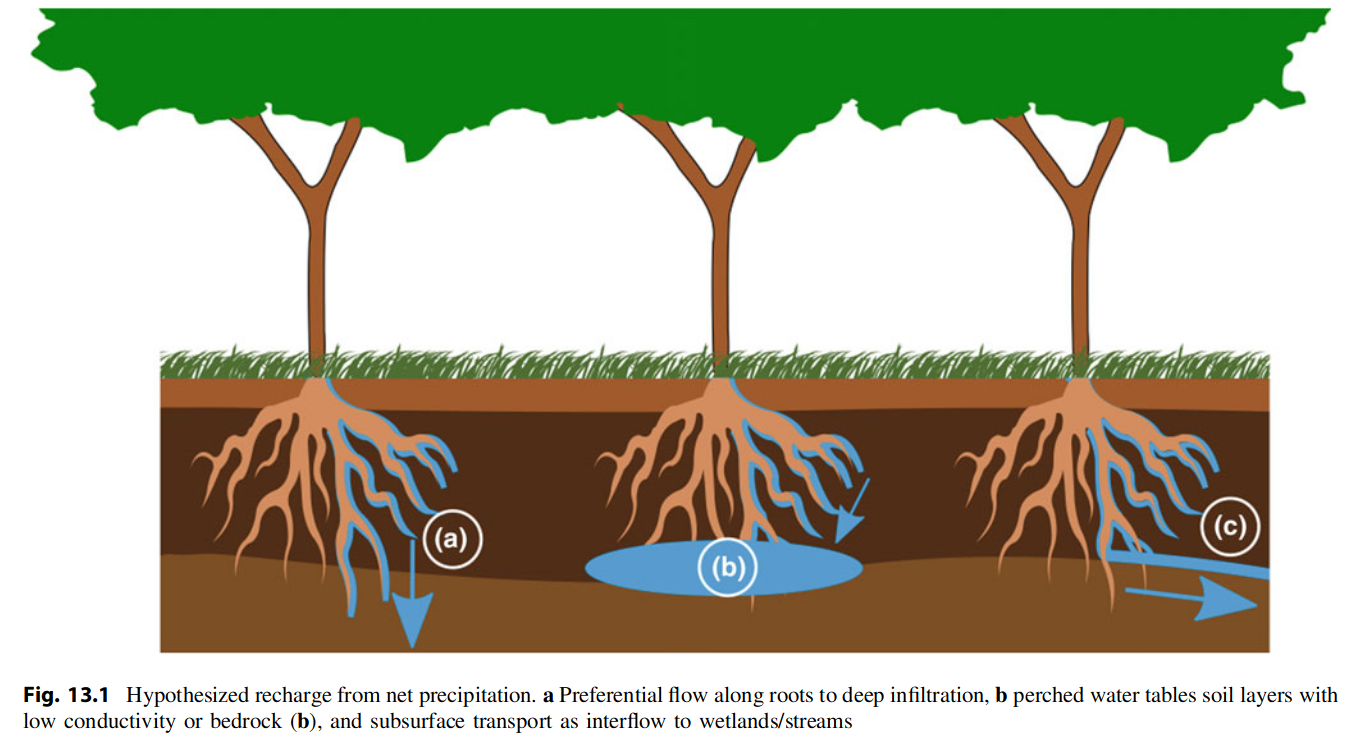 (a)
(b)
(c)
Fig. 13.1 Hypothesized recharge from net precipitation. a Preferential flow along roots to deep infiltration, b perched water tables soil layers with
low conductivity or bedrock (b), and subsurface transport as interflow to wetlands/streams